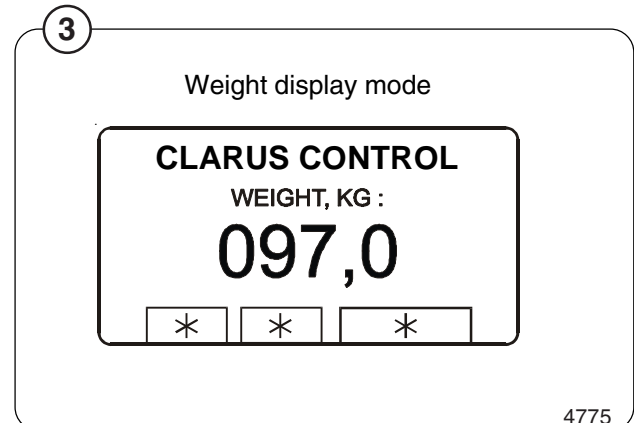 3
Weight display mode
CLARUS CONTROL
WEIGHT, KG :
097,0
* * *
4775